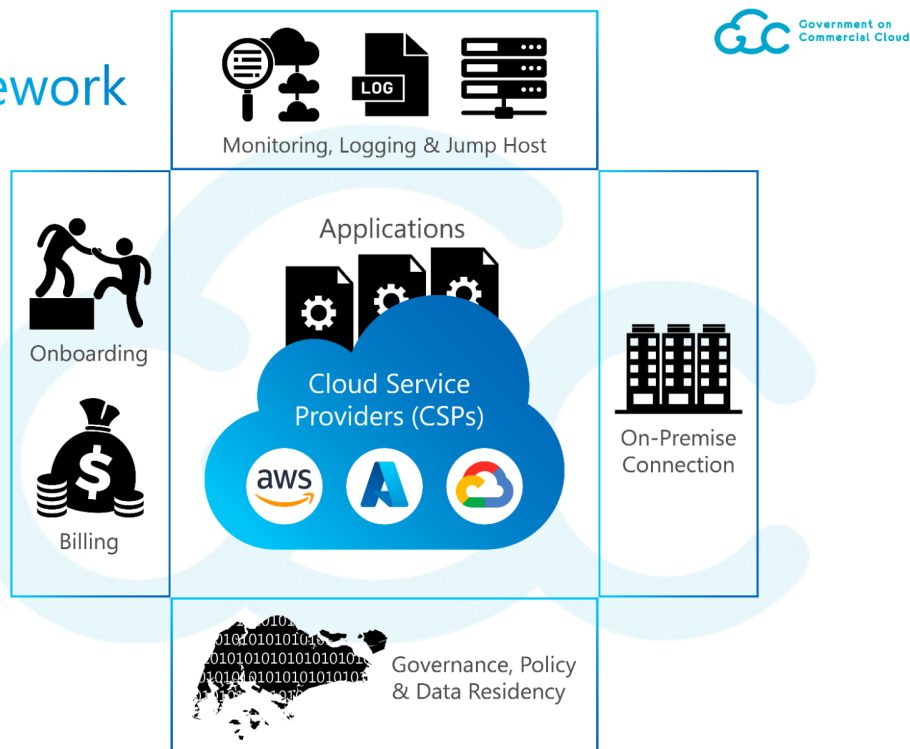 Government on
Commercial Cloud
ework
LOG
Monitoring, Logging & Jump Host
Applications
Onboarding
Cloud Service
Providers (CSPs)
aws
On-Premise
Connection
$
Billing
Governance, Policy
& Data Residency